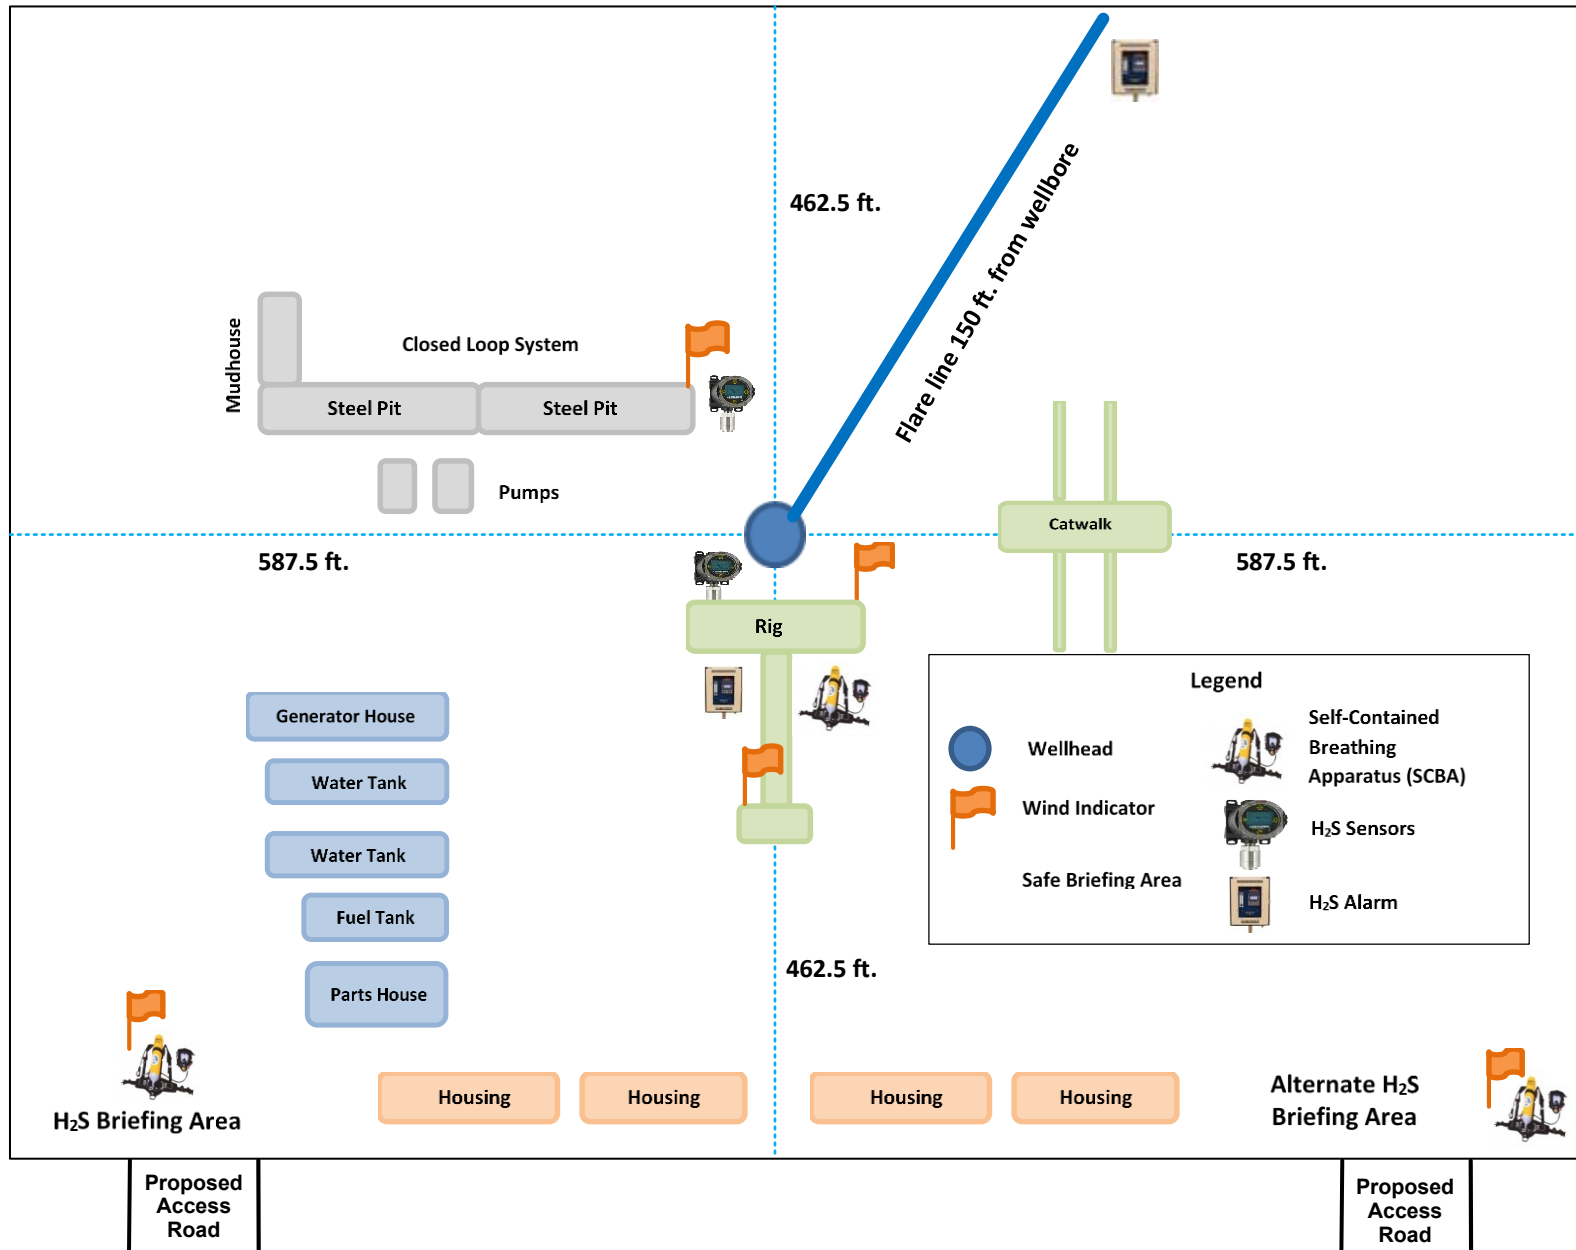 462.5 ft.
Flare line 150 ft. from wellbore
Mudhouse
Closed Loop System
Steel Pit
Steel Pit
Pumps
Catwalk
587.5 ft.
587.5 ft.
Rig
Generator House
Water Tank
Water Tank
Fuel Tank
Parts House
Legend
Wellhead
Wind Indicator
Safe Briefing Area
Self-Contained
Breathing
Apparatus (SCBA)
H₂S Sensors
H₂S Alarm
462.5 ft.
H₂S Briefing Area
Housing
Housing
Housing
Housing
Alternate H₂S
Briefing Area
Proposed
Access
Road
Proposed
Access
Road